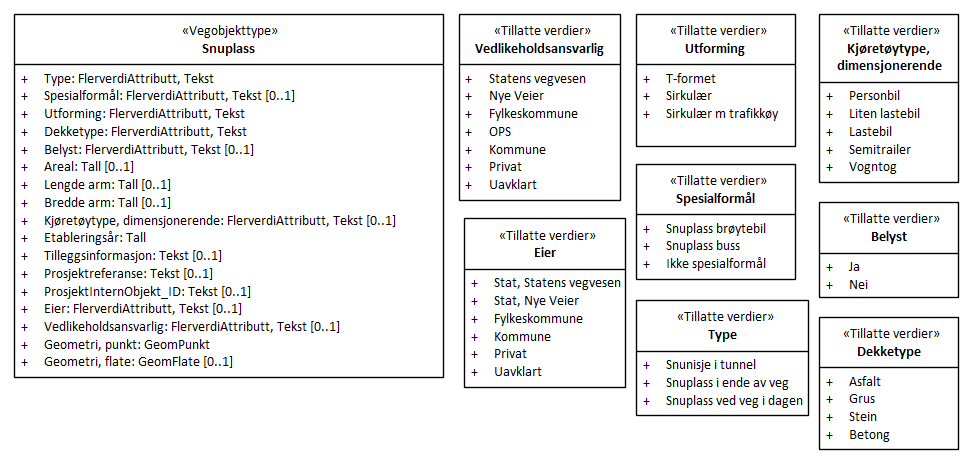 «Vegobjekttype»
Snuplass
+ Type: FlerverdiAttributt, Tekst
+ Spesialformål: FlerverdiAttributt, Tekst [0..1]
+ Utforming: FlerverdiAttributt, Tekst
+ Dekketype: FlerverdiAttributt, Tekst
+ Belyst: FlerverdiAttributt, Tekst [0..1]
+ Areal: Tall [0..1]
+ Lengde arm: Tall [0..1]
+ Bredde arm: Tall [0..1]
+ Kjøretøytype, dimensjonerende: FlerverdiAttributt, Tekst [0..1]
+ Etableringsår: Tall
+ Tilleggsinformasjon: Tekst [0..1]
+ Prosjektreferanse: Tekst [0..1]
+ ProsjektInternObjekt_ID: Tekst [0..1]
+ Eier: FlerverdiAttributt, Tekst [0..1]
+ Vedlikeholdsansvarlig: FlerverdiAttributt, Tekst [0..1]
+ Geometri, punkt: GeomPunkt
+ Geometri, flate: GeomFlate [0..1]
«Tillatte verdier»
Vedlikeholdsansvarlig
+ Statens vegvesen
+ Nye Veier
+ Fylkeskommune
+ OPS
+ Kommune
+ Privat
+ Uavklart
«Tillatte verdier»
Eier
+ Stat, Statens vegvesen
+ Stat, Nye Veier
+ Fylkeskommune
+ Kommune
+ Privat
+ Uavklart
«Tillatte verdier»
Utforming
+ T-formet
+ Sirkulær
+ Sirkulær m trafikkøy
«Tillatte verdier»
Spesialformål
+ Snuplass brøytebil
+ Snuplass buss
+ Ikke spesialformål
«Tillatte verdier»
Type
+ Snunisje i tunnel
+ Snuplass i ende av veg
+ Snuplass ved veg i dagen
«Tillatte verdier»
Kjøretøytype,
dimensjonerende
+ Personbil
+ Liten lastebil
+ Lastebil
+ Semitrailer
+ Vogntog
«Tillatte verdier»
Belyst
+ Ja
+ Nei
«Tillatte verdier»
Dekketype
+ Asfalt
+ Grus
+ Stein
+ Betong